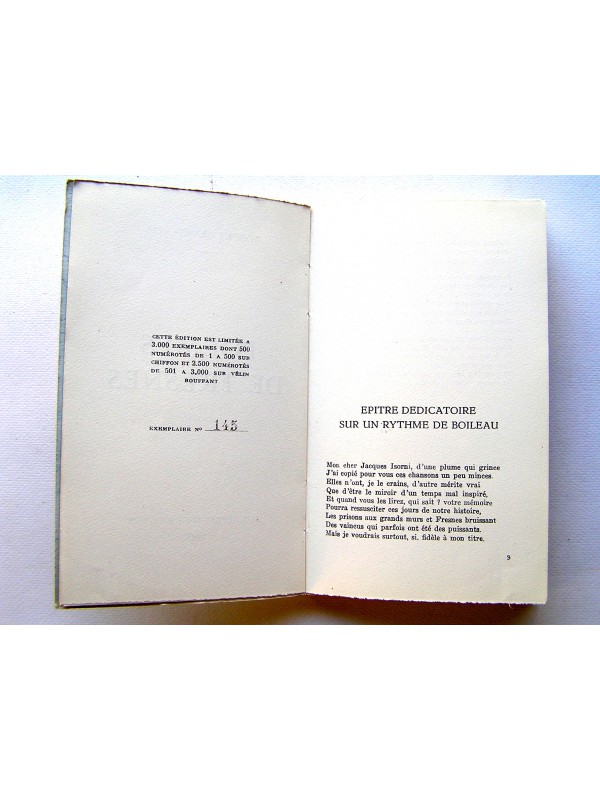 CETTE ÉDITION EST LIMITÉE A
3.000 EXEMPLAIRES DONT 500
NUMÉROTÉS DE 1 A 500 SUR
CHIFFON ET 2.500 NUMÉROTÉS
DE 501 A 3,000 SUR VÉLIN
BOUFFANT
EXEMPLAIRE Nº 145
EPITRE DEDICATOIRE
SUR UN RYTHME DE BOILEAU
Mon cher Jacques Isorni, d'une plume qui grince
J'ai copié pour vous ces chansons un peu minces.
Elles n'ont, je le crains, d'autre mérite vrai
Que d'être le miroir d'un temps mal inspiré,
Et quand vous les lirez, qui sait ? votre mémoire
Pourra ressusciter ces jours de notre histoire,
Les prisons aux grands murs et Fresnes bruissant
Des vaincus qui parfois ont été des puissants.
Mais je voudrais surtout, si, fidèle à mon titre.
9